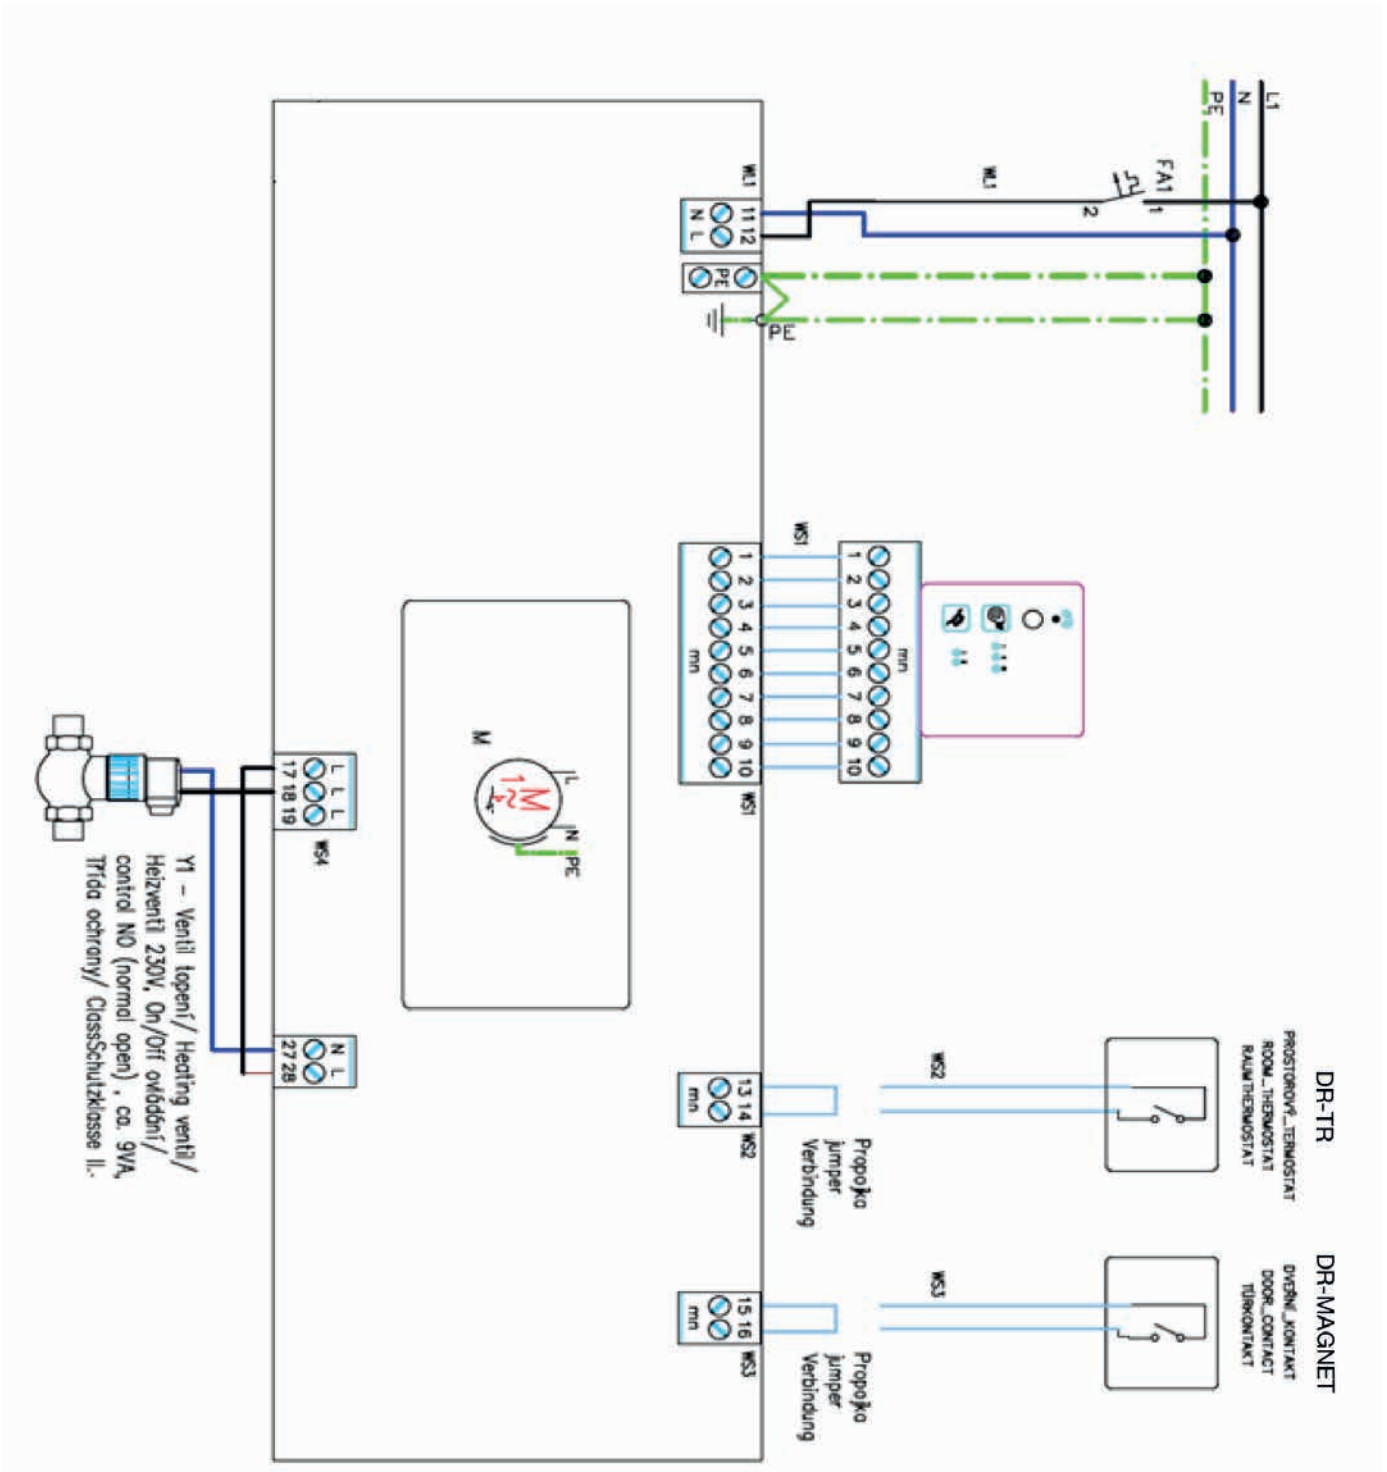 L1
N
PE
FA1
1
2
WL1
WL1
11 12
N L
PE
PE
WS1
1 2 3 4 5 6 7 8 9 10
mn
1 2 3 4 5 6 7 8 9 10
mn
WS1
M
M
1
L
N
PE
L L L
17 18 19
WS4
N L
27 28
Y1 – Ventil topení/ Heating ventil/
Heizventil 230V, On/Off ovládání/
control NO (normal open) , ca. 9VA,
Třída ochrany/ ClassSchutzklasse II.
DR-TR
PROSTOROVÝ_TERMOSTAT
ROOM_THERMOSTAT
RAUMTHERMOSTAT
WS2
Propojka
jumper
Verbindung
13 14
mn
WS2
DR-MAGNET
DVEŘNÍ_KONTAKT
DOOR_CONTACT
TÜRKONTAKT
WS3
Propojka
jumper
Verbindung
15 16
mn
WS3